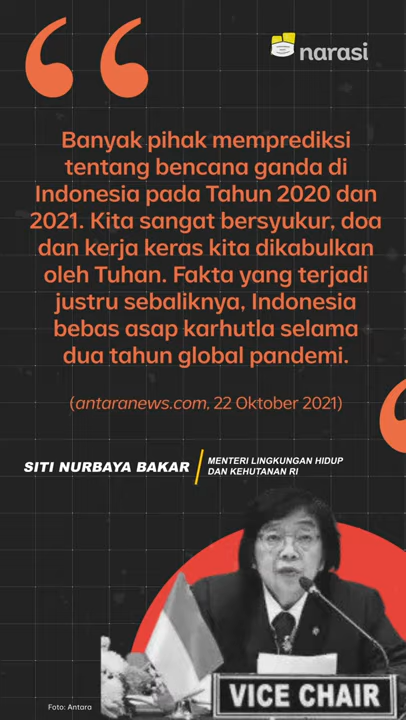 narasi
Banyak pihak memprediksi
tentang bencana ganda di
Indonesia pada Tahun 2020 dan
2021. Kita sangat bersyukur, doa
dan kerja keras kita dikabulkan
oleh Tuhan. Fakta yang terjadi
justru sebaliknya, Indonesia
bebas asap karhutla selama
dua tahun global pandemi.
(antaranews.com, 22 Oktober 2021)
SITI NURBAYA BAKAR
MENTERI LINGKUNGAN HIDUP
DAN KEHUTANAN RI
VICE CHAIR
Foto: Antara